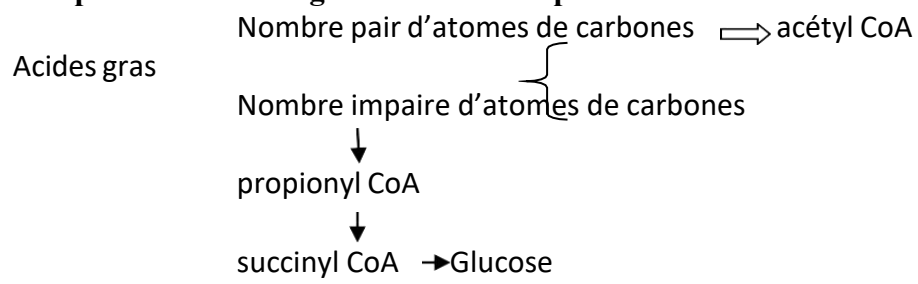 Nombre pair d’atomes de carbones ⇒ acétyl CoA
Acides gras
Nombre impaire d’atomes de carbones
propionyl CoA
succinyl CoA → Glucose